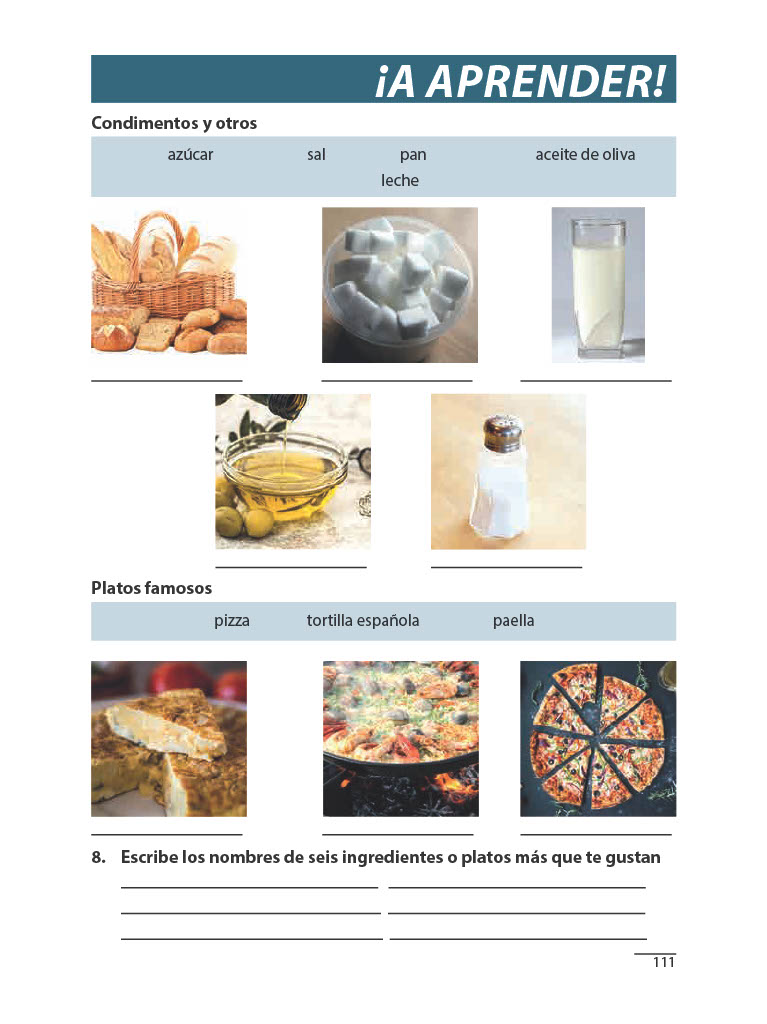 ¡A APRENDER!
Condimentos y otros
azúcar sal pan aceite de oliva
leche
Platos famosos
pizza tortilla española paella
8. Escribe los nombres de seis ingredientes o platos más que te gustan
111